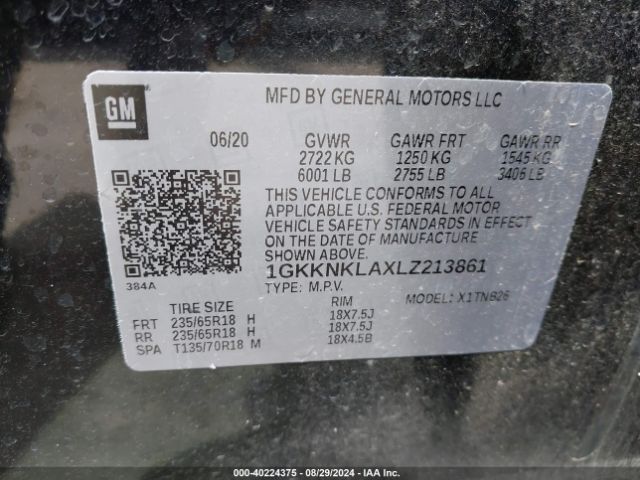 GM
MFD BY GENERAL MOTORS LLC
06/20 GVWR GAWR FRT GAWR RR
2722 KG 1250 KG 1545 KG
6001 LB 2755 LB 3406 LB
THIS VEHICLE CONFORMS TO ALL
APPLICABLE U.S. FEDERAL MOTOR
VEHICLE SAFETY STANDARDS IN EFFECT
ON THE DATE OF MANUFACTURE
SHOWN ABOVE.
1GKKNKLAXLZ213861
384A
TYPE: M.P.V. MODEL: X1TNB26
TIRE SIZE RIM
FRT 235/65R18 H 18X7.5J
RR 235/65R18 H 18X7.5J
SPA T135/70R18 M 18X4.5B
000-40224375 - 08/29/2024 - IAAI.COM